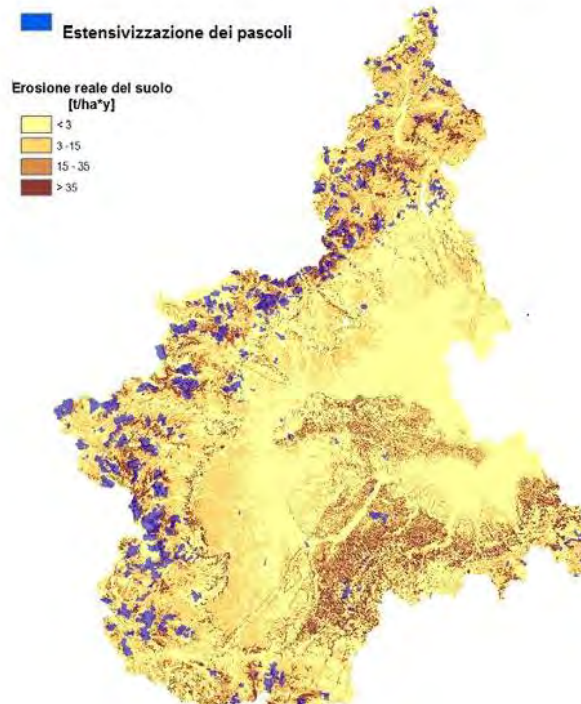 Estensivizzazione dei pascoli
Erosione reale del suolo
[t/ha*y]
< 3
3 -15
15 - 35
> 35